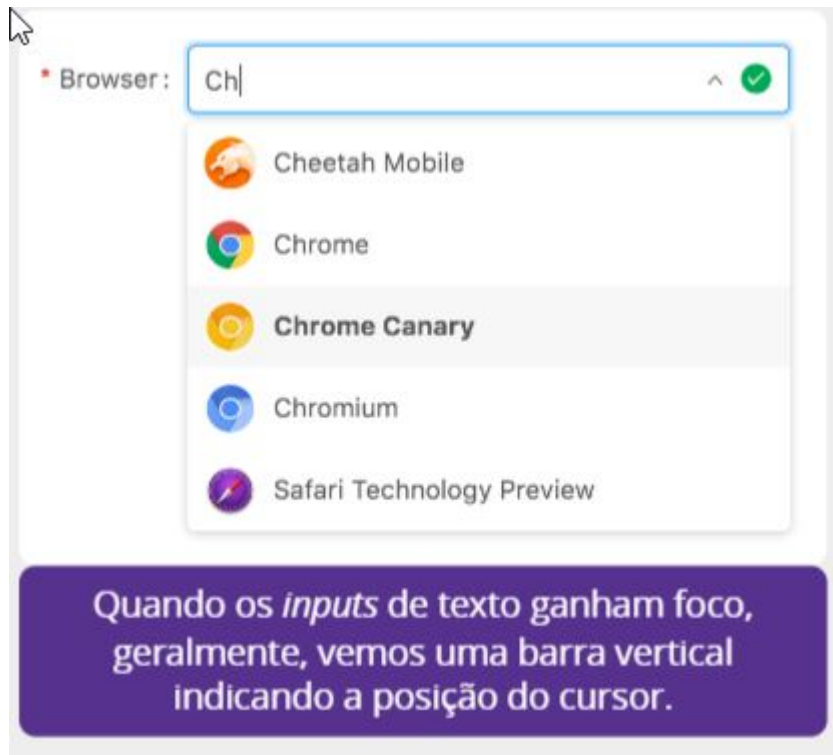 * Browser : Ch
Cheetah Mobile
Chrome
Chrome Canary
Chromium
Safari Technology Preview
Quando os inputs de texto ganham foco,
geralmente, vemos uma barra vertical
indicando a posição do cursor.